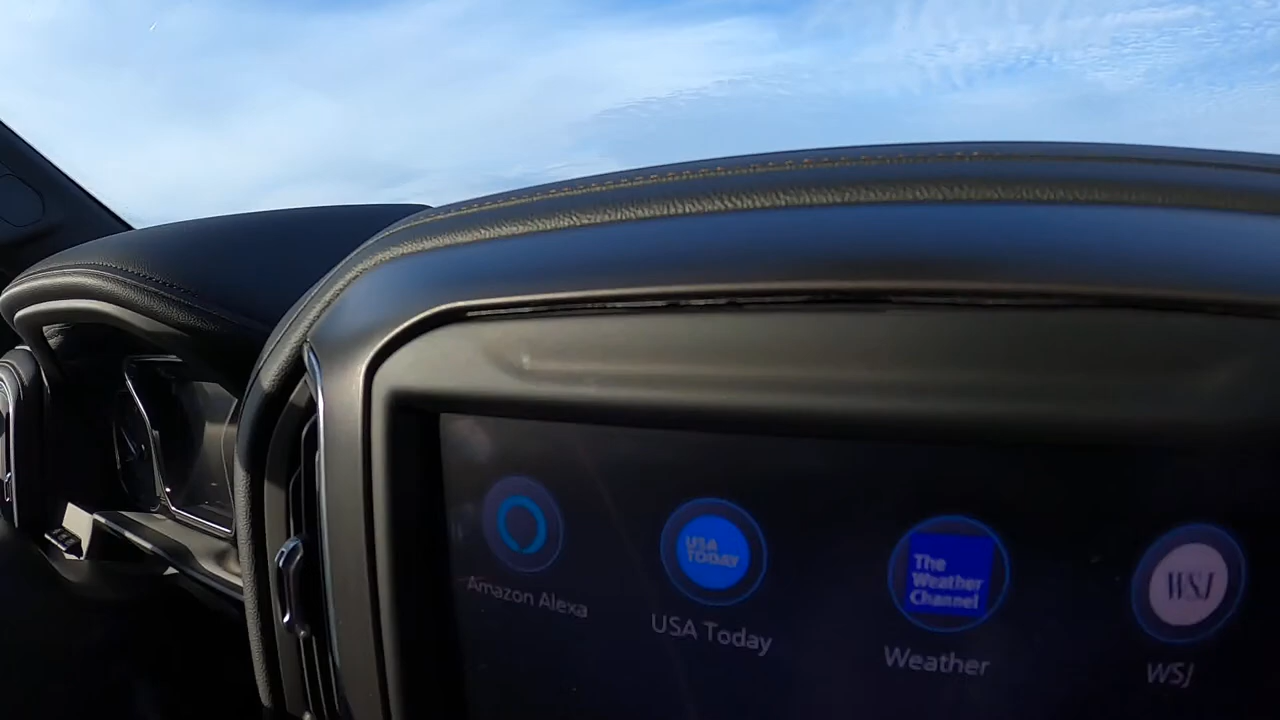 USA
TODAY
The
Weather
Channel
WSJ
Amazon Alexa
USA Today
Weather
WSJ